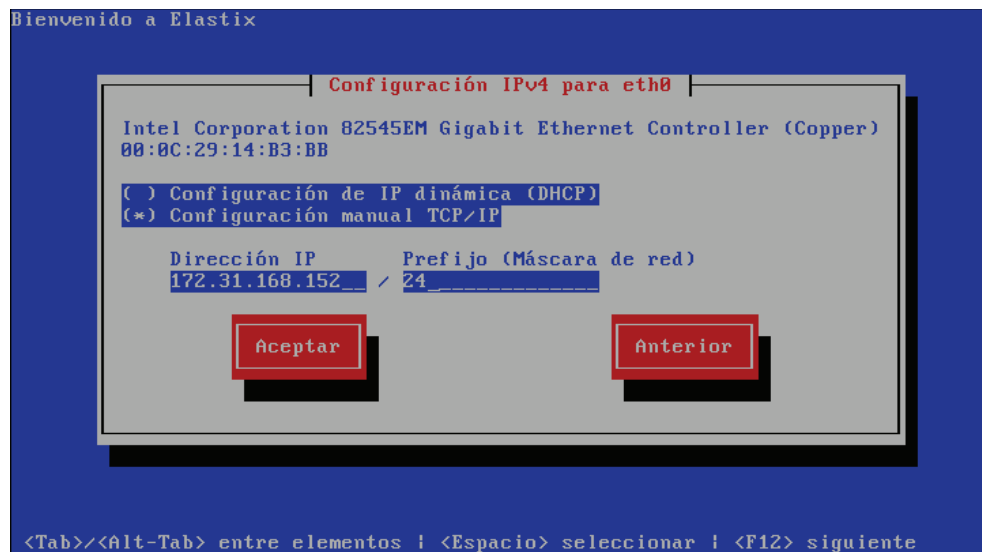 Bienvenido a Elastix
Configuración IPv4 para eth0
Intel Corporation 82545EM Gigabit Ethernet Controller (Copper)
00:0C:29:14:B3:BB
( ) Configuración de IP dinámica (DHCP)
(*) Configuración manual TCP/IP
Dirección IP Prefijo (Máscara de red)
172.31.168.152__ / 24______________
Aceptar Anterior
<Tab>/<Alt-Tab> entre elementos ¦ <Espacio> seleccionar ¦ <F12> siguiente